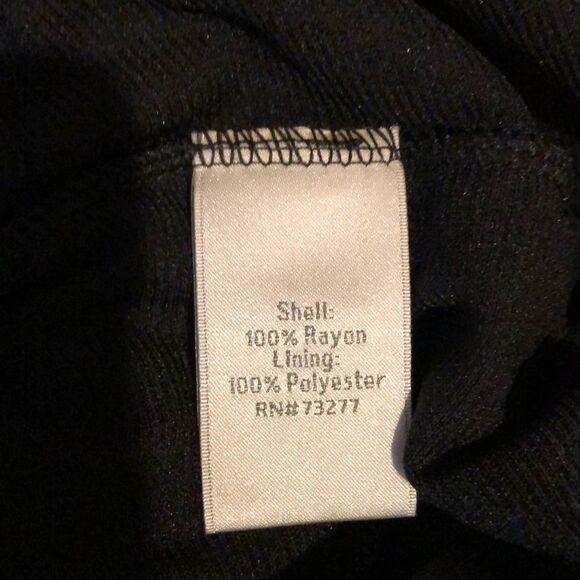 Shell:
100% Rayon
Lining:
100% Polyester
RN#73277